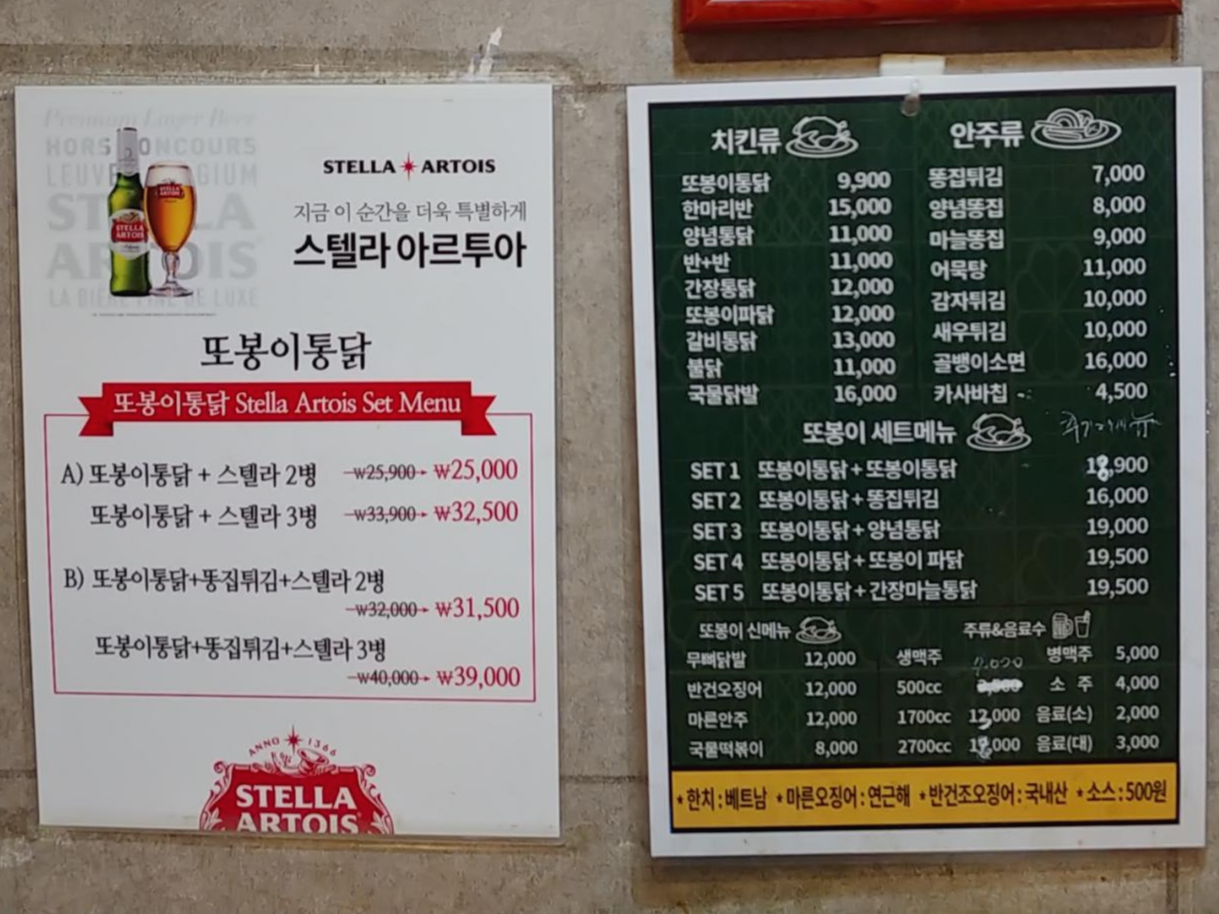 Premium Lager Beer
HORS CONCOURS
STELLA ARTOIS
LA BIERE FINE DE LUXE
STELLA ARTOIS
지금 이 순간을 더욱 특별하게
스텔라 아르투아
또봉이통닭
또봉이통닭 Stella Artois Set Menu
A) 또봉이통닭 + 스텔라 2병 ₩25,900 ₩25,000
또봉이통닭 + 스텔라 3병 ₩33,900 ₩32,500
B) 또봉이통닭+똥집튀김+스텔라 2병
₩32,000 ₩31,500
또봉이통닭+똥집튀김+스텔라 3병
₩40,000 ₩39,000
ANNO 1366
STELLA
ARTOIS
치킨류
또봉이통닭 9,900
한마리반 15,000
양념통닭 11,000
반+반 11,000
간장통닭 12,000
또봉이파닭 12,000
갈비통닭 13,000
불닭 11,000
국물닭발 16,000
안주류
똥집튀김 7,000
양념똥집 8,000
마늘똥집 9,000
어묵탕 11,000
감자튀김 10,000
새우튀김 10,000
골뱅이소면 16,000
카사바칩 4,500
또봉이 세트메뉴
SET 1 또봉이통닭 + 또봉이통닭 18,900
SET 2 또봉이통닭 + 똥집튀김 16,000
SET 3 또봉이통닭 + 양념통닭 19,000
SET 4 또봉이통닭 + 또봉이 파닭 19,500
SET 5 또봉이통닭 + 간장마늘통닭 19,500
또봉이 신메뉴
무뼈닭발 12,000
반건오징어 12,000
마른안주 12,000
국물떡볶이 8,000
주류&음료수
생맥주
500cc
1700cc
2700cc
병맥주 5,000
소 주 4,000
음료(소) 2,000
음료(대) 3,000
* 한치 : 베트남 * 마른오징어 : 연근해 * 반건조오징어 : 국내산 * 소스 : 500원